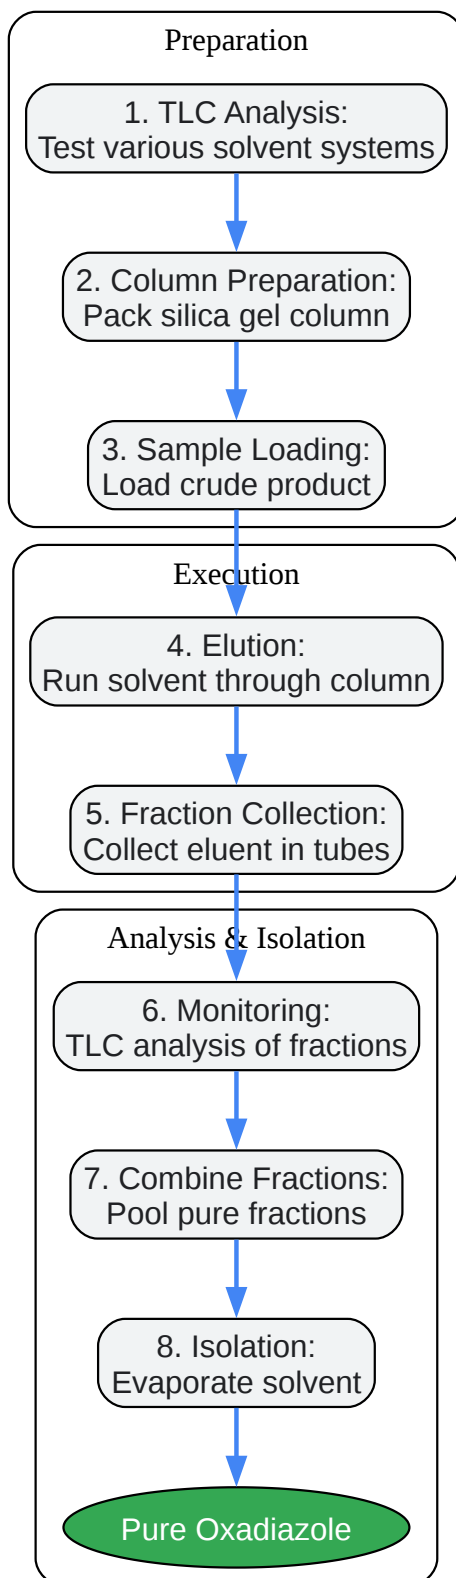 Preparation
1. TLC Analysis:
Test various solvent systems
2. Column Preparation:
Pack silica gel column
3. Sample Loading:
Load crude product
Execution
4. Elution:
Run solvent through column
5. Fraction Collection:
Collect eluent in tubes
Analysis & Isolation
6. Monitoring:
TLC analysis of fractions
7. Combine Fractions:
Pool pure fractions
8. Isolation:
Evaporate solvent
Pure Oxadiazole